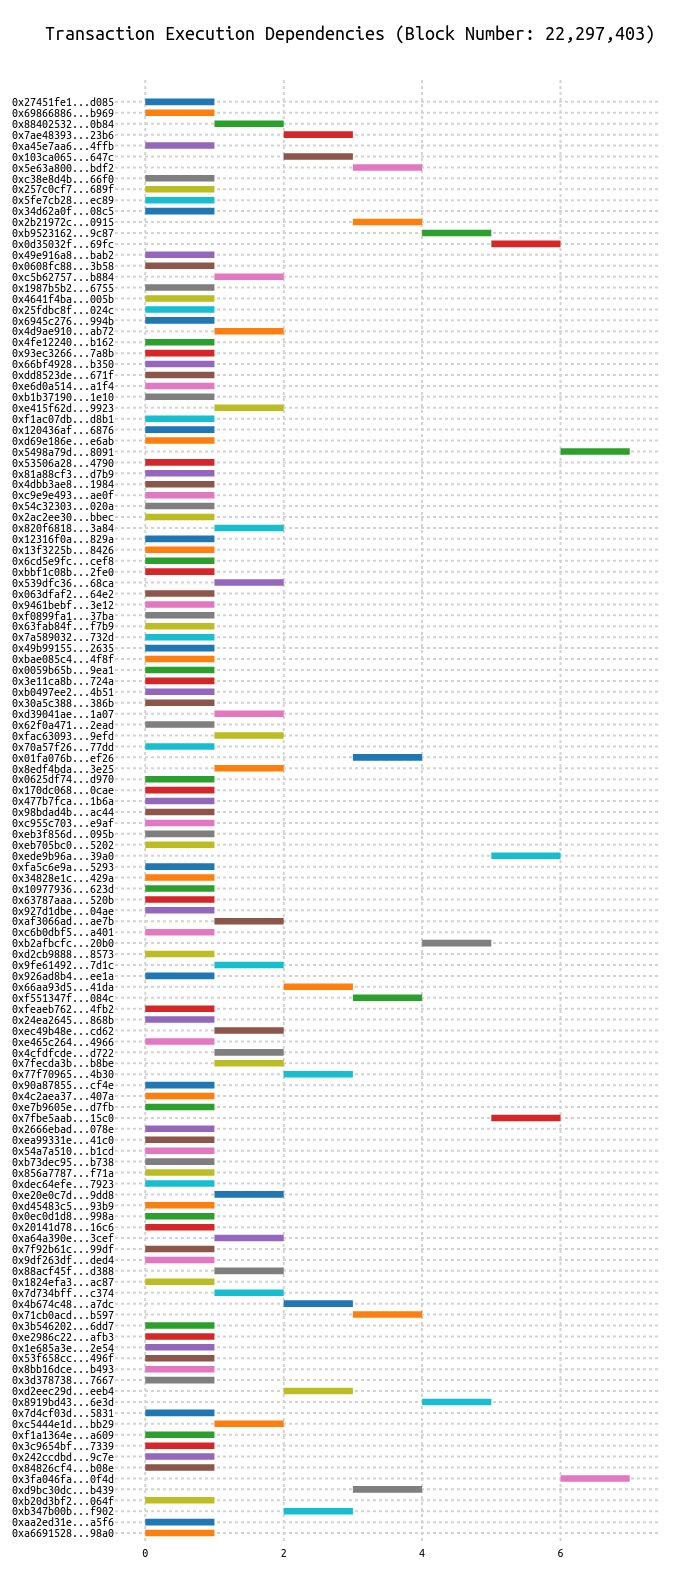 Transaction Execution Dependencies (Block Number: 22,297,403)
0x27451fe1...d085
0x69866886...b969
0x88402532...0b84
0x7ae48393...23b6
0xa45e7aa6...4ffb
0x103ca065...647c
0x5e63a800...bdf2
0xc38e8d4b...66f0
0x257c0cf7...689f
0x5fe7cb28...ec89
0x34d62a0f...08c5
0x2b21972c...0915
0xb9523162...9c87
0x0d35032f...69fc
0x49e916a8...bab2
0x0608fc88...3b58
0xc5b62757...b884
0x1987b5b2...6755
0x4641f4ba...005b
0x25fdbc8f...024c
0x6945c276...994b
0x4d9ae910...ab72
0x4fe12240...b162
0x93ec3266...7a8b
0x66bf4928...b350
0xdd8523de...671f
0xe6d0a514...a1f4
0xb1b37190...1e10
0xe415f62d...9923
0xf1ac07db...d8b1
0x120436af...6876
0xd69e186e...e6ab
0x5498a79d...8091
0x53506a28...4790
0x81a88cf3...d7b9
0x4dbb3ae8...1984
0xc9e9e493...ae0f
0x54c32303...020a
0x2ac2ee30...bbec
0x820f6818...3a84
0x12316f0a...829a
0x13f3225b...8426
0x6cd5e9fc...cef8
0xbbf1c08b...2fe0
0x539dfc36...68ca
0x063dfaf2...64e2
0x9461bebf...3e12
0xf0899fa1...37ba
0x63fab84f...f7b9
0x7a589032...732d
0x49b99155...2635
0xbae085c4...4f8f
0x0059b65b...9ea1
0x3e11ca8b...724a
0xb0497ee2...4b51
0x30a5c388...386b
0xd39041ae...1a07
0x62f0a471...2ead
0xfac63093...9efd
0x70a57f26...77dd
0x01fa076b...ef26
0x8edf4bda...3e25
0x0625df74...d970
0x170dc068...0cae
0x477b7fca...1b6a
0x98bdad4b...ac44
0xc955c703...e9af
0xeb3f856d...095b
0xeb705bc0...5202
0xede9b96a...39a0
0xfa5c6e9a...5293
0x34828e1c...429a
0x10977936...623d
0x63787aaa...520b
0x927d1dbe...04ae
0xaf3066ad...ae7b
0xc6b0dbf5...a401
0xb2afbcfc...20b0
0xd2cb9888...8573
0x9fe61492...7d1c
0x926ad8b4...ee1a
0x66aa93d5...41da
0xf551347f...084c
0xfeaeb762...4fb2
0x24ea2645...868b
0xec49b48e...cd62
0xe465c264...4966
0x4cfdfcde...d722
0x7fecda3b...b8be
0x77f70965...4b30
0x90a87855...cf4e
0x4c2aea37...407a
0xe7b9605e...d7fb
0x7fbe5aab...15c0
0x2666ebad...078e
0xea99331e...41c0
0x54a7a510...b1cd
0xb73dec95...b738
0x856a7787...f71a
0xdec64efe...7923
0xe20e0c7d...9dd8
0xd45483c5...93b9
0x0ec0d1d8...998a
0x20141d78...16c6
0xa64a390e...3cef
0x7f92b61c...99df
0x9df263df...ded4
0x88acf45f...d388
0x1824efa3...ac87
0x7d734bff...c374
0x4b674c48...a7dc
0x71cb0acd...b597
0x3b546202...6dd7
0xe2986c22...afb3
0x1e685a3e...2e54
0x53f658cc...496f
0x8bb16dce...b493
0x3d378738...7667
0xd2eec29d...eeb4
0x8919bd43...6e3d
0x7d4cf03d...5831
0xc5444e1d...bb29
0xf1a1364e...a609
0x3c9654bf...7339
0x242ccdbd...9c7e
0x84826cf4...b08e
0x3fa046fa...0f4d
0xd9bc30dc...b439
0xb20d3bf2...064f
0xb347b00b...f902
0xaa2ed31e...a5f6
0xa6691528...98a0
0 2 4 6